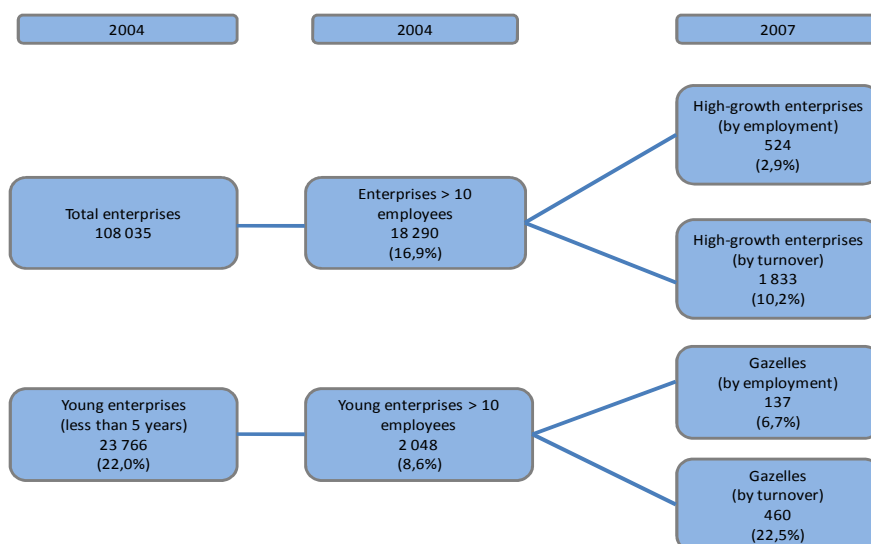 2004
2004
2007
Total enterprises
108 035
Enterprises > 10
employees
18 290
(16,9%)
High-growth enterprises
(by employment)
524
(2,9%)
High-growth enterprises
(by turnover)
1 833
(10,2%)
Young enterprises
(less than 5 years)
23 766
(22,0%)
Young enterprises > 10
employees
2 048
(8,6%)
Gazelles
(by employment)
137
(6,7%)
Gazelles
(by turnover)
460
(22,5%)